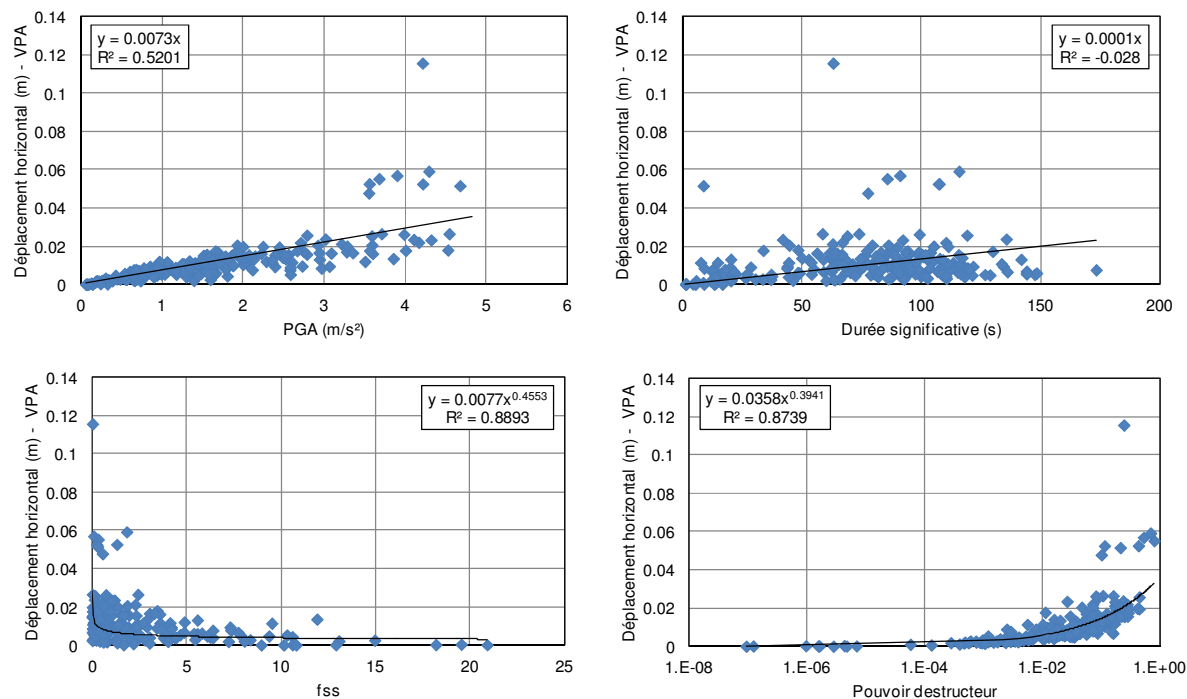 0.14
0.12
0.1
0.08
0.06
0.04
0.02
0
Déplacement horizontal (m) - VPA
y = 0.0073x
R² = 0.5201
0 1 2 3 4 5 6
PGA (m/s²)
0.14
0.12
0.1
0.08
0.06
0.04
0.02
0
Déplacement horizontal (m) - VPA
y = 0.0001x
R² = -0.028
0 50 100 150 200
Durée significative (s)
0.14
0.12
0.1
0.08
0.06
0.04
0.02
0
Déplacement horizontal (m) - VPA
y = 0.0077x^0.4553
R² = 0.8893
0 5 10 15 20 25
fss
0.14
0.12
0.1
0.08
0.06
0.04
0.02
0
Déplacement horizontal (m) - VPA
y = 0.0358x^0.3941
R² = 0.8739
1.E-08 1.E-06 1.E-04 1.E-02 1.E+00
Pouvoir destructeur